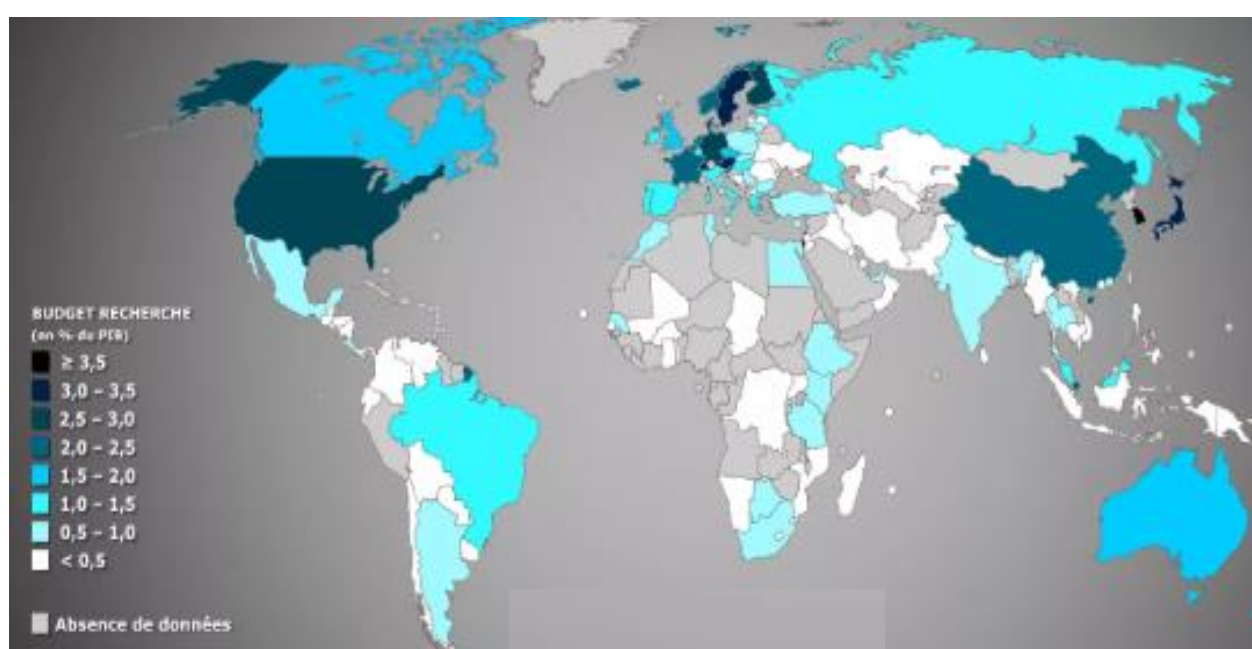 BUDGET RECHERCHE
(en % du PIB)
≥ 3,5
3,0 – 3,5
2,5 – 3,0
2,0 – 2,5
1,5 – 2,0
1,0 – 1,5
0,5 – 1,0
< 0,5
Absence de données